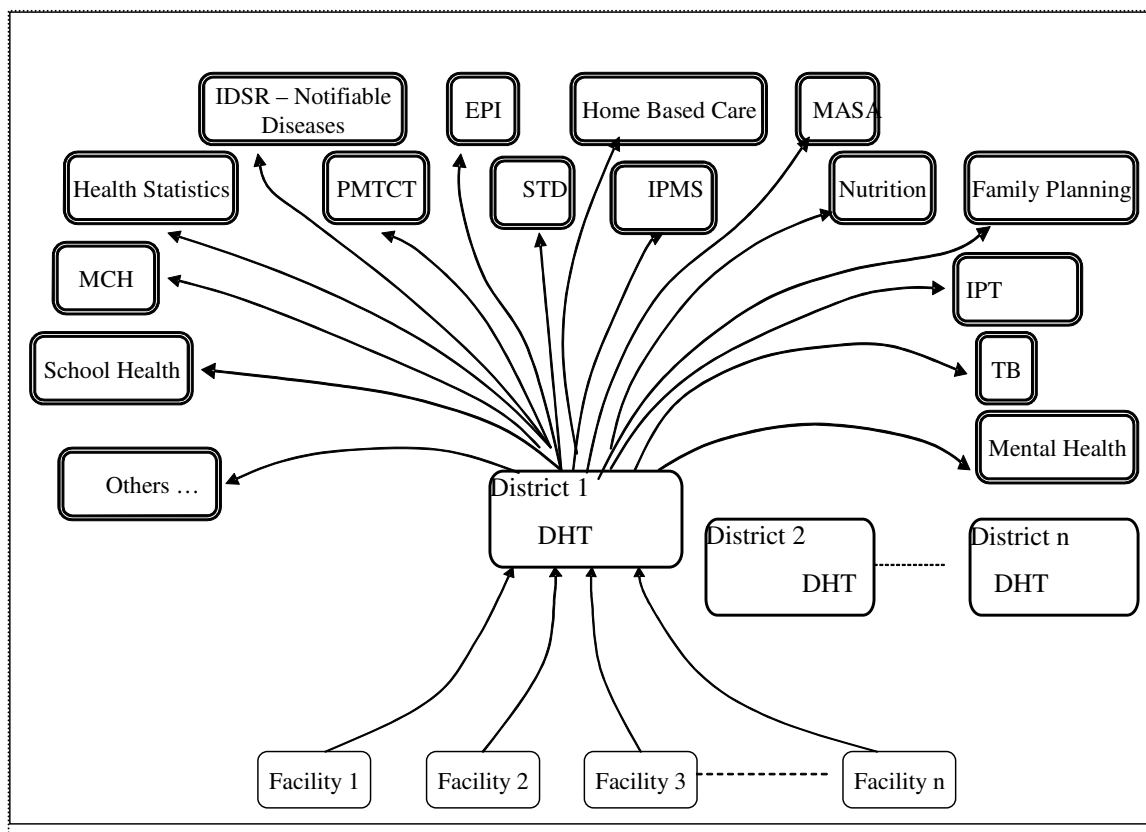 IDSR – Notifiable
Diseases
EPI
Home Based Care
MASA
Health Statistics
PMTCT
STD
IPMS
Nutrition
Family Planning
MCH
IPT
School Health
TB
Mental Health
Others …
District 1
DHT
District 2
DHT
District n
DHT
Facility 1
Facility 2
Facility 3
Facility n